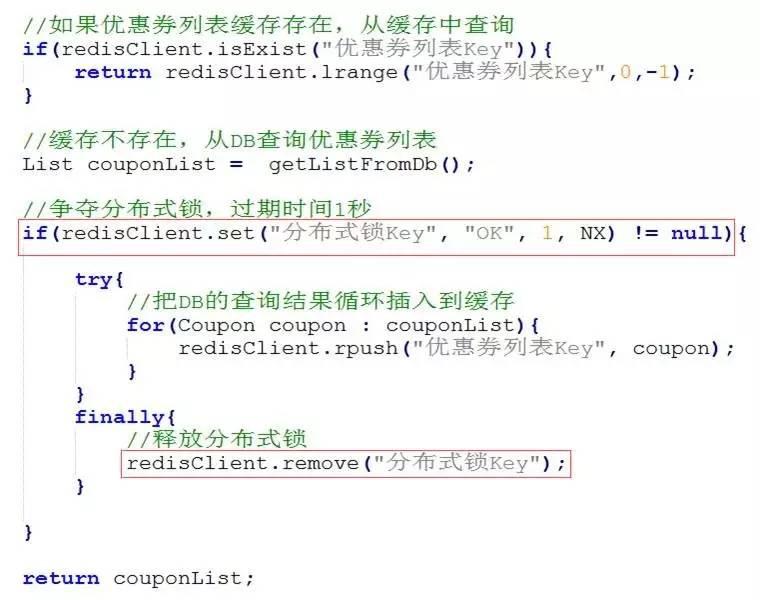 //如果优惠券列表缓存存在，从缓存中查询
if(redisClient.isExist("优惠券列表Key")){
return redisClient.lrange("优惠券列表Key",0,-1);
}
//缓存不存在，从DB查询优惠券列表
List couponList = getListFromDb();
//争夺分布式锁，过期时间1秒
if(redisClient.set("分布式锁Key", "OK", 1, NX) != null){
try{
//把DB的查询结果循环插入到缓存
for(Coupon coupon : couponList){
redisClient.rpush("优惠券列表Key", coupon);
}
}
finally{
//释放分布式锁
redisClient.remove("分布式锁Key");
}
}
return couponList;